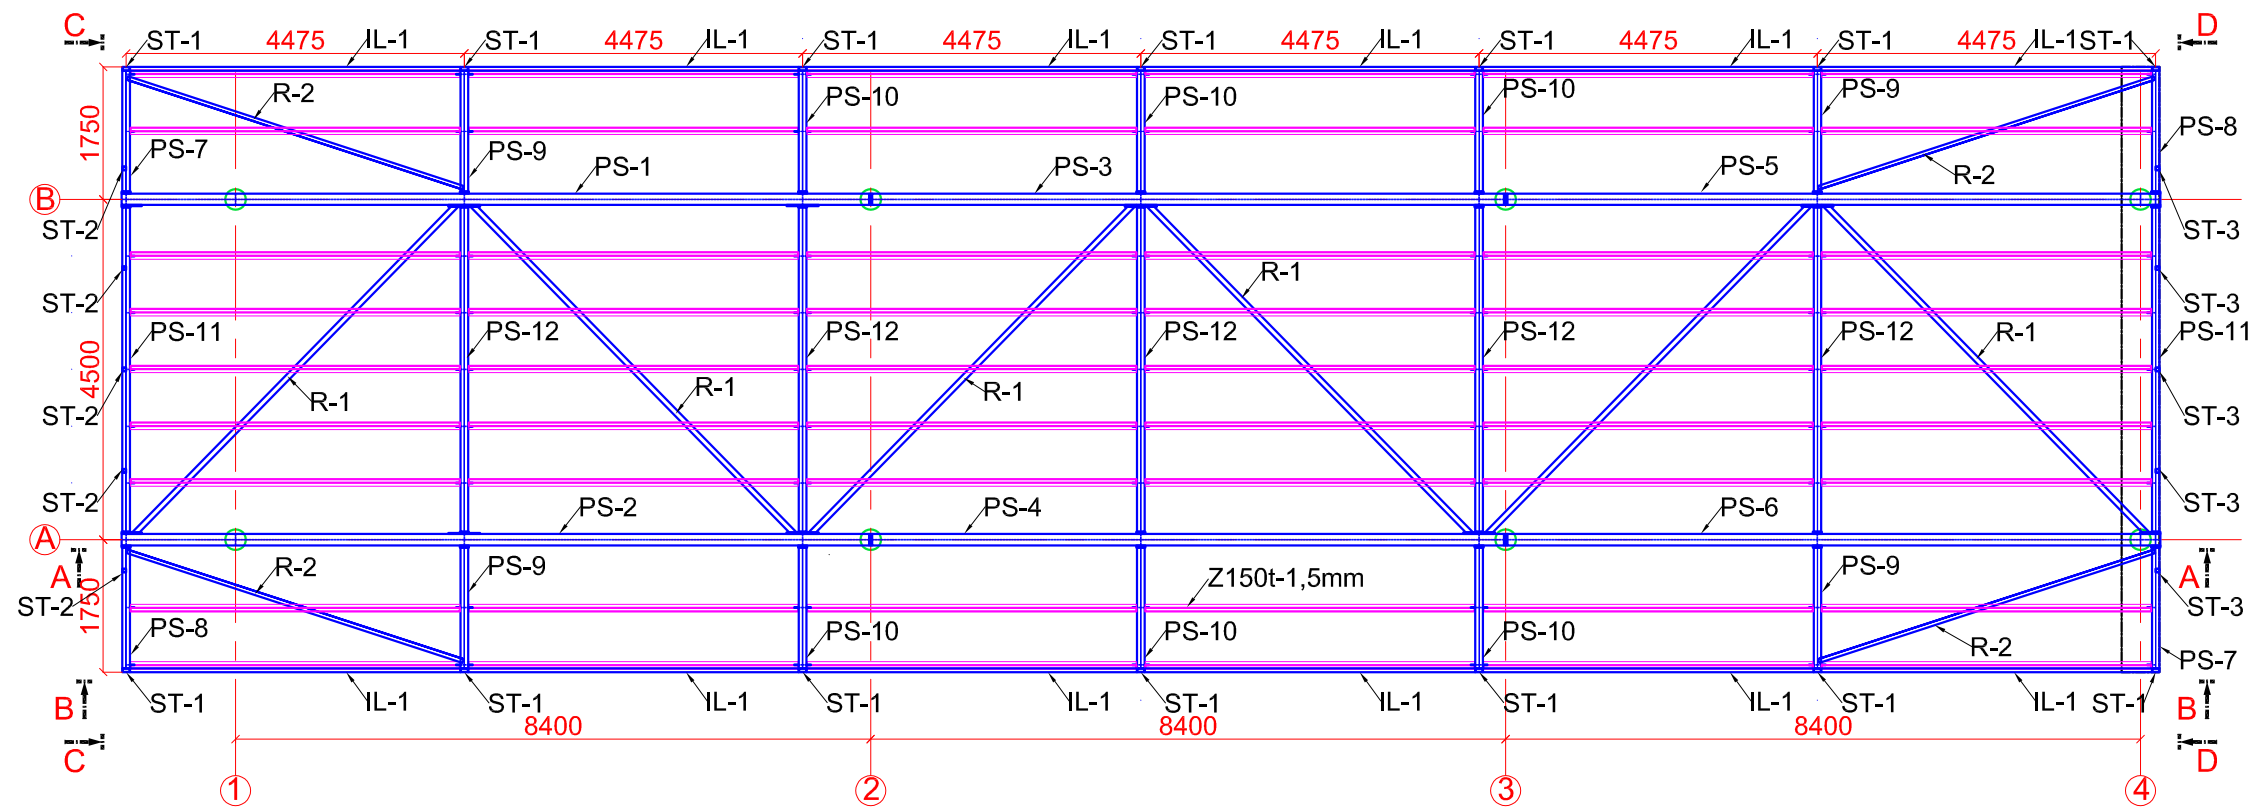 C ST-1 4475 IL-1 ST-1 4475 IL-1 ST-1 4475 IL-1 ST-1 4475 IL-1 ST-1 4475 IL-1 ST-1 4475 IL-1 ST-1 D
R-2 PS-10 PS-10 PS-10 PS-9
1750
PS-7 PS-9 PS-1 PS-3 PS-5 R-2 PS-8
B
ST-2 ST-3
R-1
ST-2 ST-3
PS-11 PS-12 PS-12 PS-12 PS-12 PS-12 R-1 PS-11
4500
R-1 R-1 R-1
ST-2 ST-3
ST-2 ST-3
PS-2 PS-4 PS-6
A
A R-2 PS-9 Z150t-1,5mm PS-9 A
1750
ST-2 ST-3
PS-8 PS-10 PS-10 PS-10 R-2 PS-7
B ST-1 IL-1 ST-1 IL-1 ST-1 IL-1 ST-1 IL-1 ST-1 IL-1 ST-1 IL-1 ST-1 B
8400 8400 8400
C D
1 2 3 4